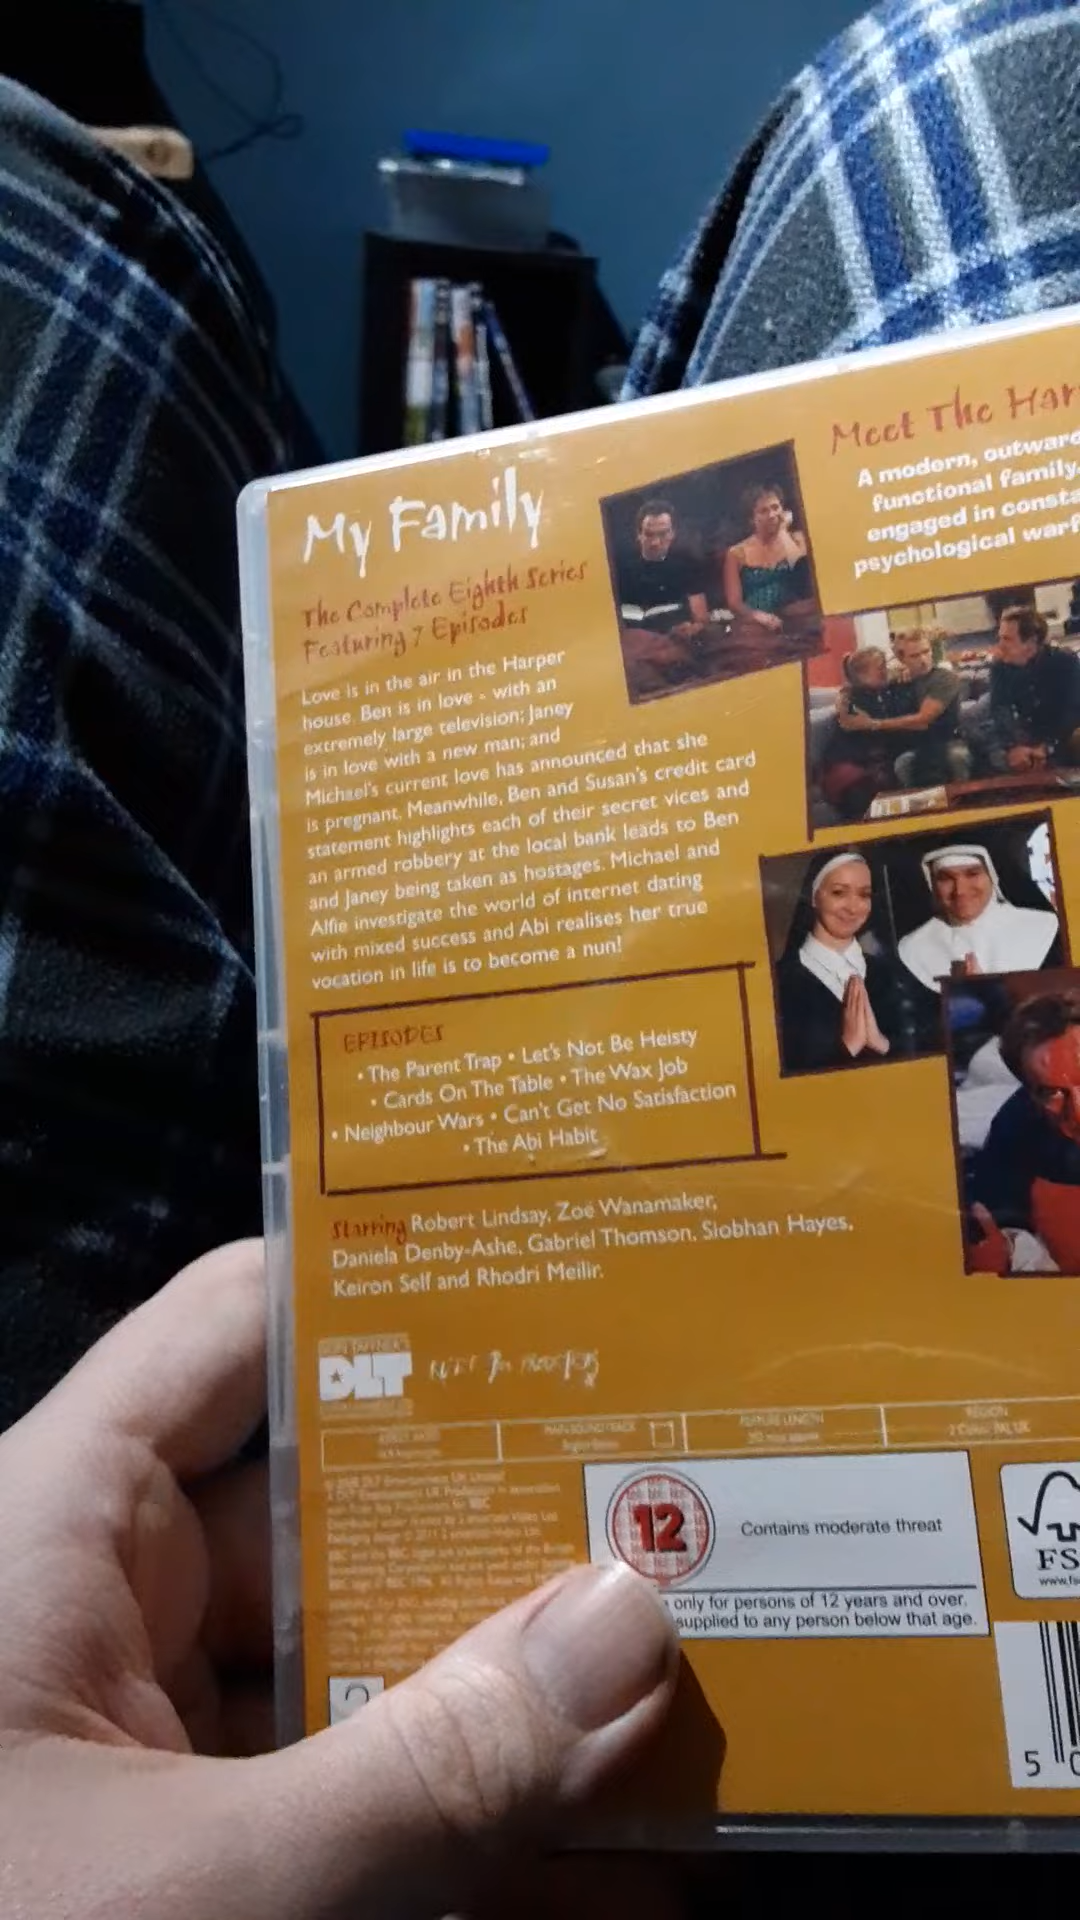 My Family
The Complete Eighth Series
Featuring 7 Episodes
Love is in the air in the Harper
house. Ben is in love - with an
extremely large television; Janey
is in love with a new man; and
Michael's current love has announced that she
is pregnant. Meanwhile, Ben and Susan's credit card
statement highlights each of their secret vices and
an armed robbery at the local bank leads to Ben
and Janey being taken as hostages. Michael and
Alfie investigate the world of internet dating
with mixed success and Abi realises her true
vocation in life is to become a nun!
Meet The Har
A modern, outward
functional family,
engaged in consta
psychological warf
EPISODES
• The Parent Trap • Let's Not Be Heisty
• Cards On The Table • The Wax Job
• Neighbour Wars • Can't Get No Satisfaction
• The Abi Habit
Starring Robert Lindsay, Zoë Wanamaker,
Daniela Denby-Ashe, Gabriel Thomson, Siobhan Hayes,
Keiron Self and Rhodri Meilir.
DLT
FEATURE LENGTH
REGION
12
Contains moderate threat
only for persons of 12 years and over.
supplied to any person below that age.
FS
www.fs
2
5 0